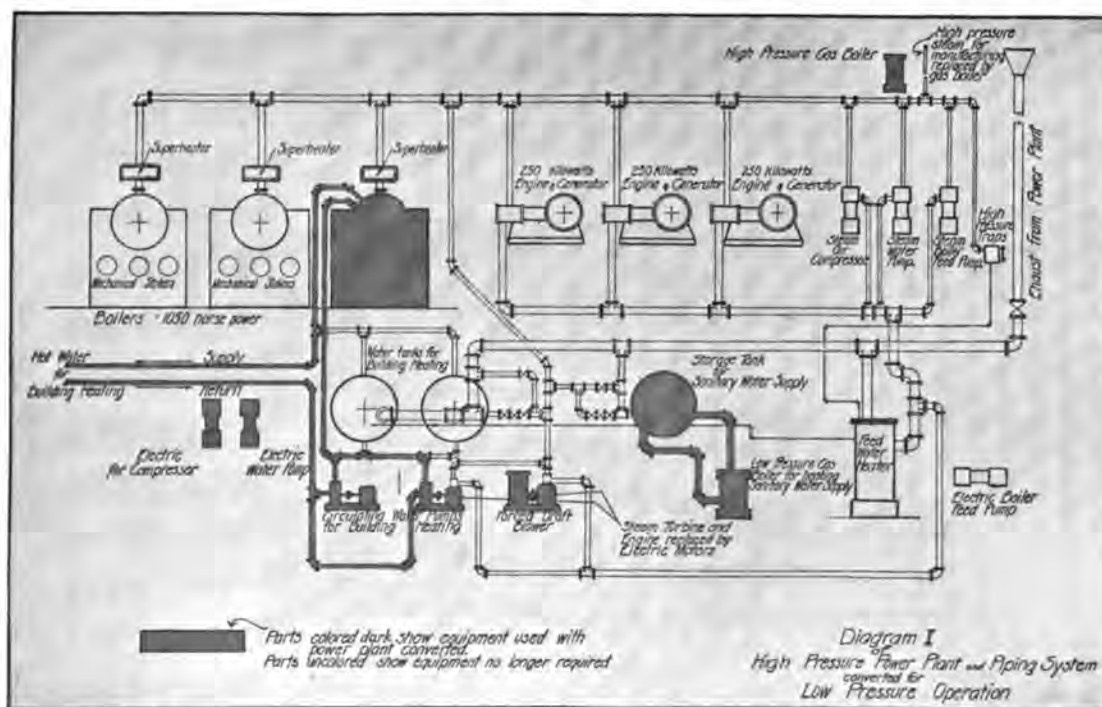 High Pressure Gas Boiler
High pressure
steam for
manufacturing
replaced by
gas boiler
Superheater
Superheater
Superheater
250 Kilowatts
Engine & Generator
250 Kilowatts
Engine & Generator
250 Kilowatts
Engine & Generator
Exhaust From Power Plant
High
Pressure
Traps
Steam
Air
Compressor
Steam
Water
Pump.
Steam
Boiler
Feed Pump.
Mechanical Stokers
Mechanical Stokers
Boilers - 1050 horse power
Hot Water
for
Building Heating
Supply
Return
Water tanks for
Building Heating
Storage Tank
for
Sanitary Water Supply
Electric
Air Compressor
Electric
Water Pump
Circulating Water Pumps
for Building Heating
Forced Draft
Blower
Steam Turbine and
Engine replaced by
Electric Motors
Low Pressure Gas
Boiler for heating
Sanitary Water Supply
Feed
Water
Heater
Electric Boiler
Feed Pump
Parts colored dark show equipment used with
power plant converted.
Parts uncolored show equipment no longer required
Diagram I
of
High Pressure Power Plant and Piping System
converted for
Low Pressure Operation